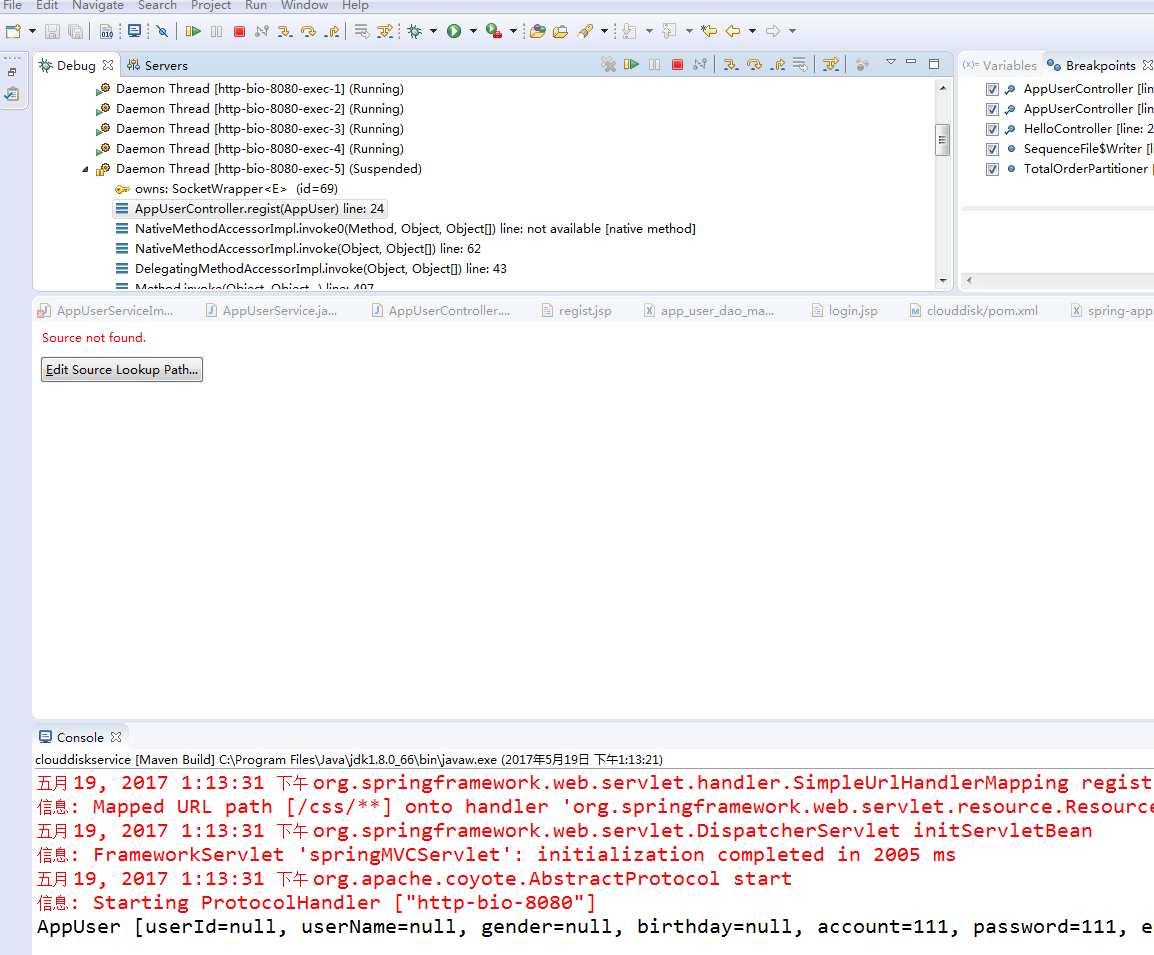 File Edit Navigate Search Project Run Window Help
Debug Servers
Daemon Thread [http-bio-8080-exec-1] (Running)
Daemon Thread [http-bio-8080-exec-2] (Running)
Daemon Thread [http-bio-8080-exec-3] (Running)
Daemon Thread [http-bio-8080-exec-4] (Running)
Daemon Thread [http-bio-8080-exec-5] (Suspended)
owns: SocketWrapper<E> (id=69)
AppUserController.regist(AppUser) line: 24
NativeMethodAccessorImpl.invoke0(Method, Object, Object[]) line: not available [native method]
NativeMethodAccessorImpl.invoke(Object, Object[]) line: 62
DelegatingMethodAccessorImpl.invoke(Object, Object[]) line: 43
Method.invoke(Object, Object...) line: 497
(x)= Variables Breakpoints
AppUserController [lin
AppUserController [lin
HelloController [line: 2
SequenceFile$Writer [l
TotalOrderPartitioner [
AppUserServiceIm... AppUserService.ja... AppUserController.... regist.jsp app_user_dao_ma... login.jsp clouddisk/pom.xml spring-app
Source not found.
Edit Source Lookup Path...
Console
clouddiskservice [Maven Build] C:\Program Files\Java\jdk1.8.0_66\bin\javaw.exe (2017年5月19日 下午1:13:21)
五月 19, 2017 1:13:31 下午 org.springframework.web.servlet.handler.SimpleUrlHandlerMapping regist
信息: Mapped URL path [/css/**] onto handler 'org.springframework.web.servlet.resource.Resource
五月 19, 2017 1:13:31 下午 org.springframework.web.servlet.DispatcherServlet initServletBean
信息: FrameworkServlet 'springMVCServlet': initialization completed in 2005 ms
五月 19, 2017 1:13:31 下午 org.apache.coyote.AbstractProtocol start
信息: Starting ProtocolHandler ["http-bio-8080"]
AppUser [userId=null, userName=null, gender=null, birthday=null, account=111, password=111, e